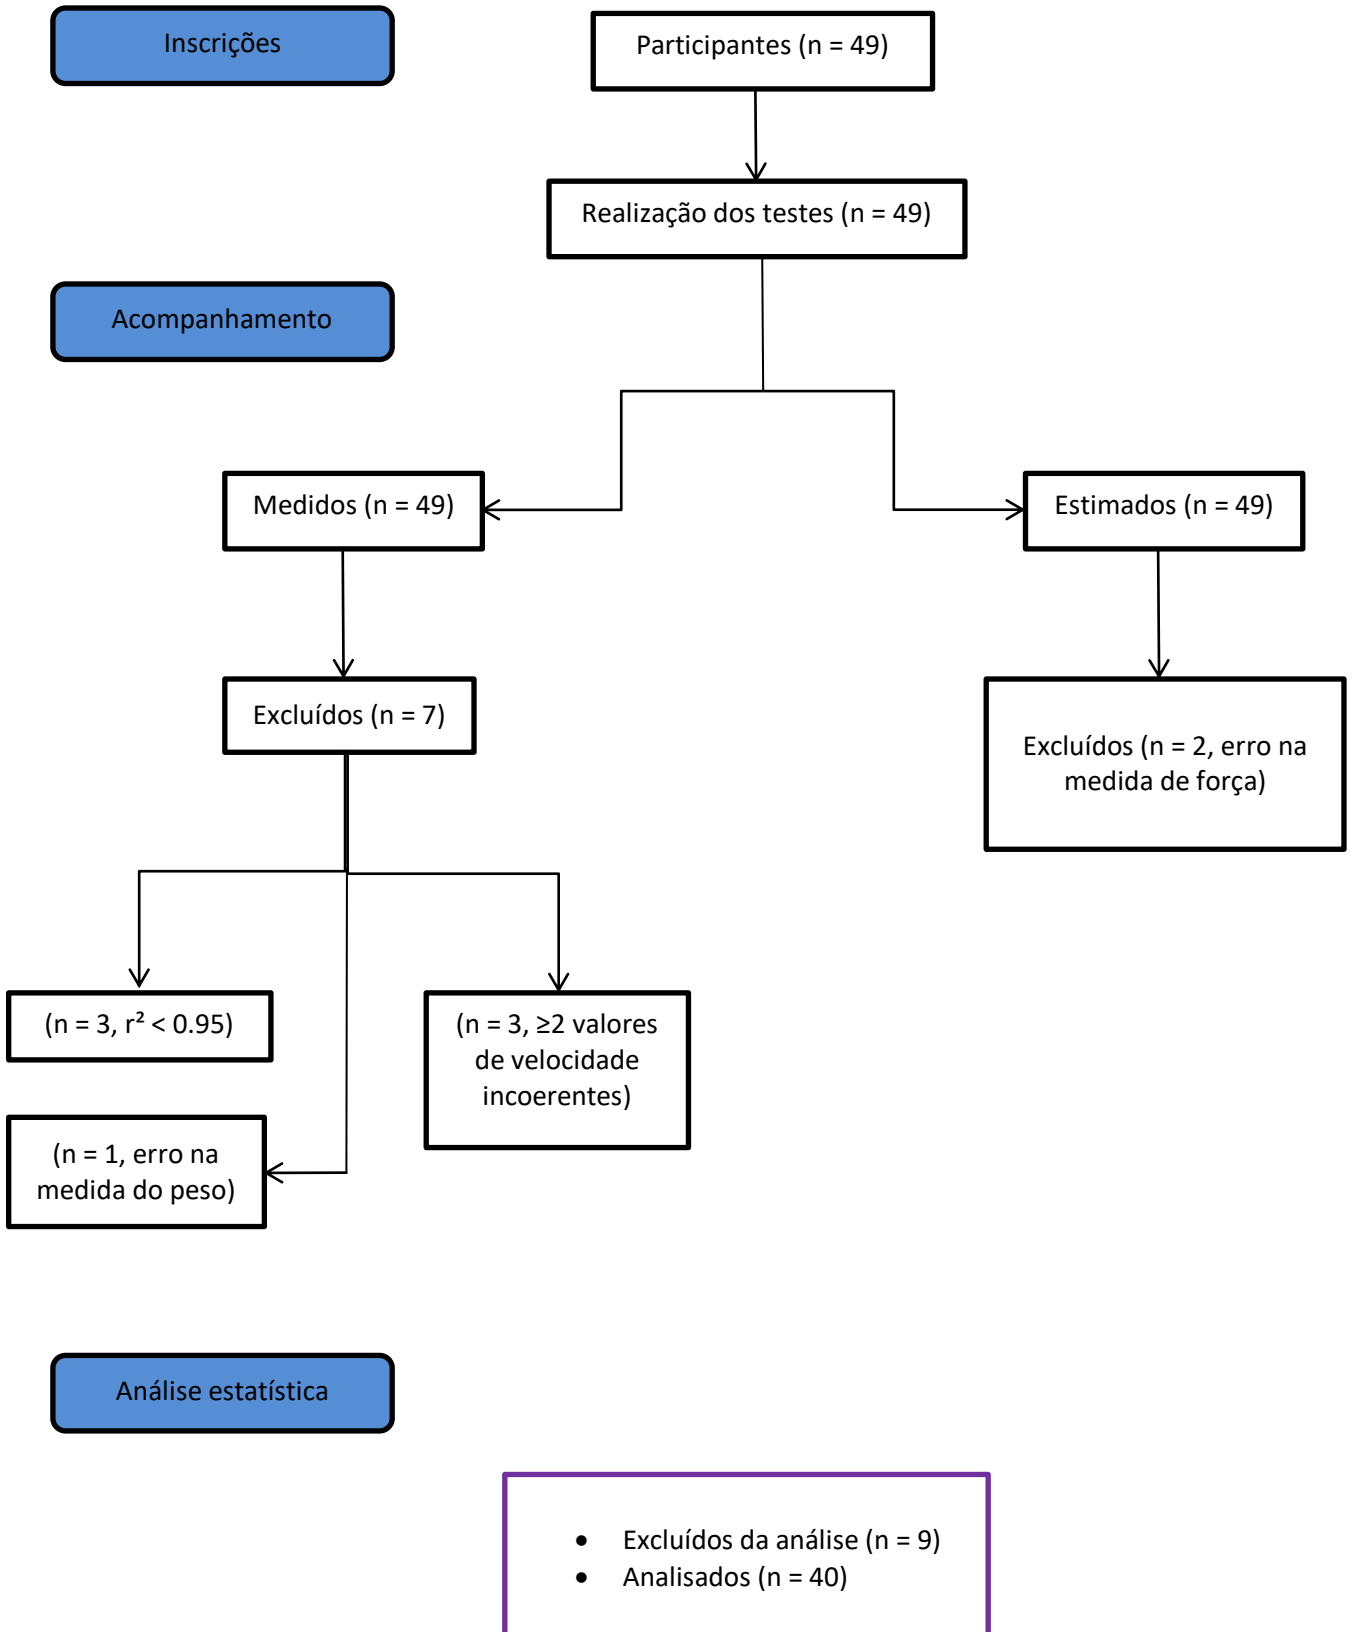 Inscrições
Participantes (n = 49)
Realização dos testes (n = 49)
Acompanhamento
Medidos (n = 49)
Estimados (n = 49)
Excluídos (n = 7)
Excluídos (n = 2, erro na
medida de força)
(n = 3, r² < 0.95)
(n = 3, ≥2 valores
de velocidade
incoerentes)
(n = 1, erro na
medida do peso)
Análise estatística
• Excluídos da análise (n = 9)
• Analisados (n = 40)